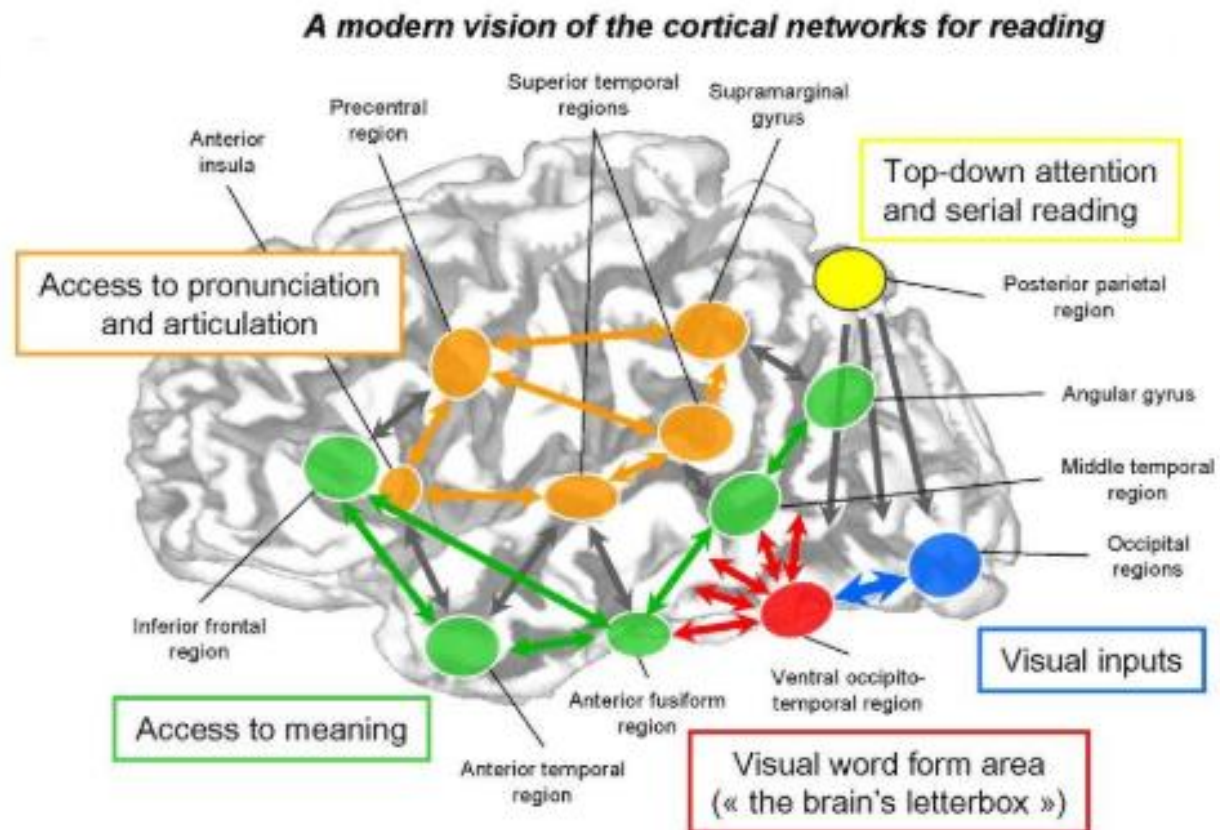 A modern vision of the cortical networks for reading
Superior temporal
regions
Supramarginal
gyrus
Precentral
region
Anterior
insula
Top-down attention
and serial reading
Access to pronunciation
and articulation
Posterior parietal
region
Angular gyrus
Middle temporal
region
Occipital
regions
Inferior frontal
region
Visual inputs
Ventral occipito-
temporal region
Anterior fusiform
region
Access to meaning
Anterior temporal
region
Visual word form area
(« the brain's letterbox »)